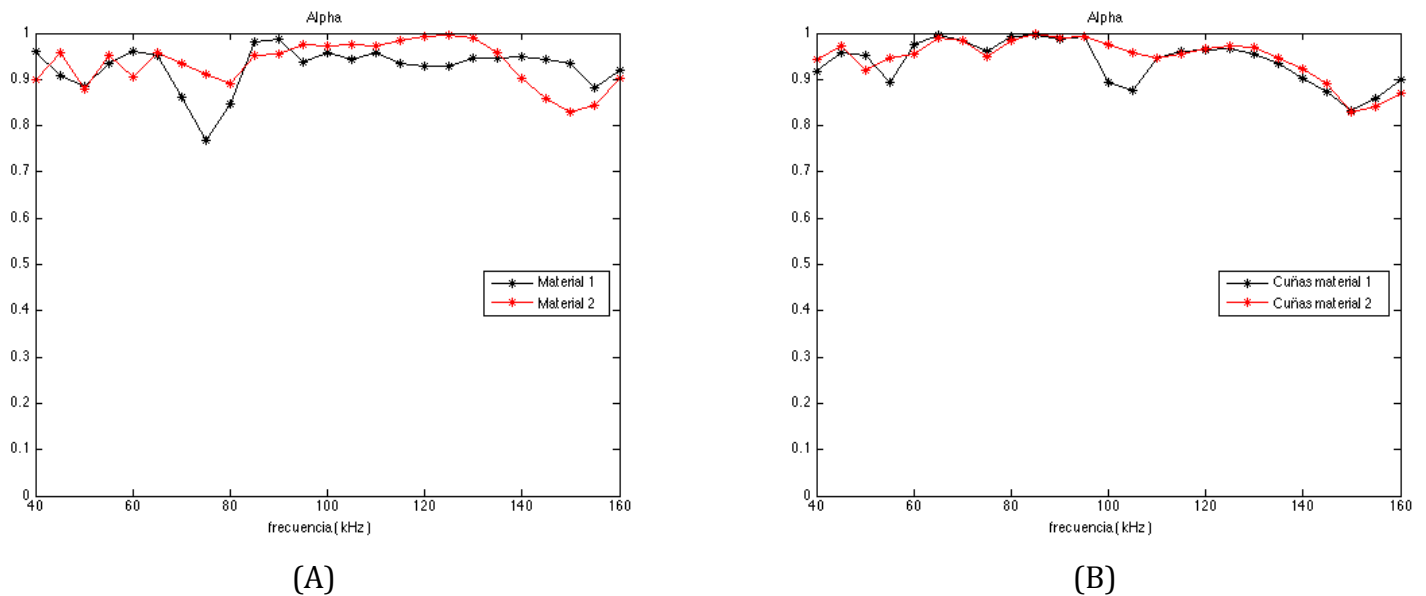 Alpha
1
0.9
0.8
0.7
0.6
0.5
0.4
0.3
0.2
0.1
0
40 60 80 100 120 140 160
frecuencia(kHz)
Material 1
Material 2
(A)
Alpha
1
0.9
0.8
0.7
0.6
0.5
0.4
0.3
0.2
0.1
0
40 60 80 100 120 140 160
frecuencia(kHz)
Cuñas material 1
Cuñas material 2
(B)